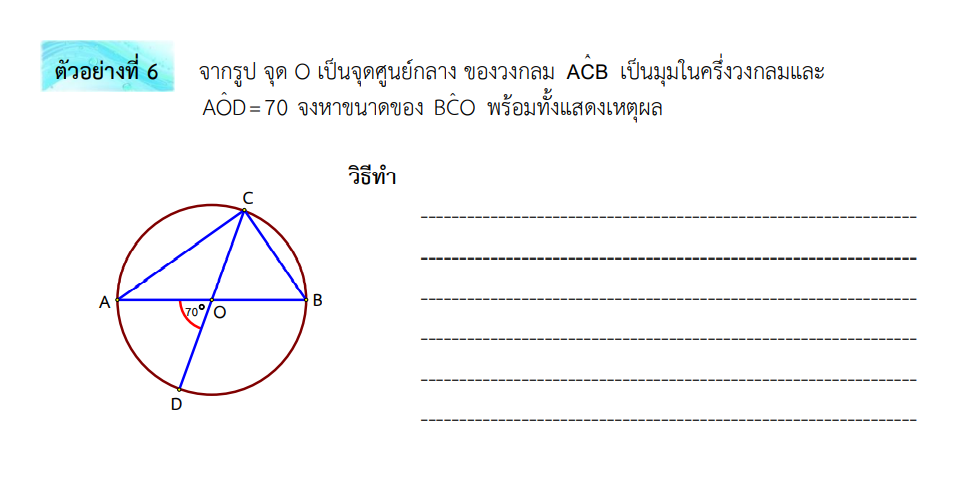 ตัวอย่างที่ 6 จากรูป จุด O เป็นจุดศูนย์กลาง ของวงกลม AĈB เป็นมุมในครึ่งวงกลมและ
AÔD = 70 จงหาขนาดของ BĈO พร้อมทั้งแสดงเหตุผล
วิธีทำ
C
A
B
70°
O
D